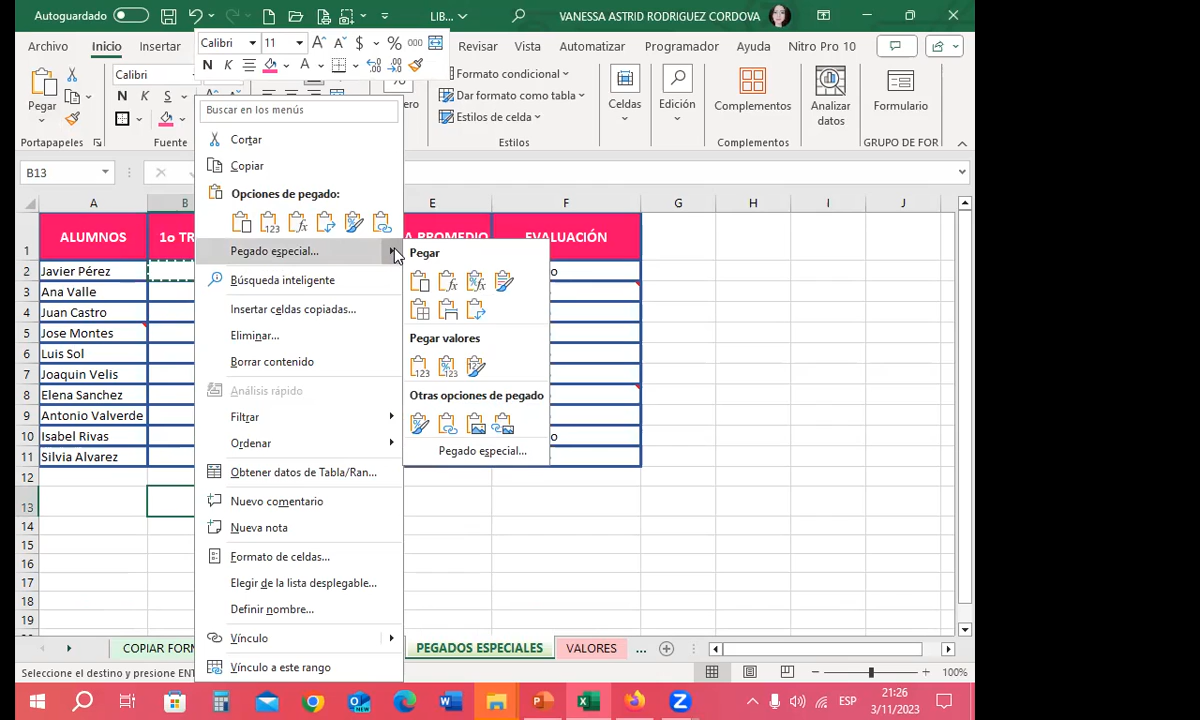 Autoguardado
LIB...
VANESSA ASTRID RODRIGUEZ CORDOVA
Archivo Inicio Insertar Revisar Vista Automatizar Programador Ayuda Nitro Pro 10
Calibri 11 $ % 000
N K A
Pegar
Calibri
N K S
Formato condicional
Dar formato como tabla
Estilos de celda
Celdas
Edición
Complementos
Analizar
datos
Formulario
Portapapeles Fuente Estilos Complementos GRUPO DE FOR
B13
Buscar en los menús
Cortar
Copiar
Opciones de pegado:
Pegado especial...
Búsqueda inteligente
Insertar celdas copiadas...
Eliminar...
Borrar contenido
Análisis rápido
Filtrar
Ordenar
Obtener datos de Tabla/Ran...
Nuevo comentario
Nueva nota
Formato de celdas...
Elegir de la lista desplegable...
Definir nombre...
Vínculo
Vínculo a este rango
Pegar
Pegar valores
Otras opciones de pegado
Pegado especial...
A B E F G H I J
1 ALUMNOS 1o TR A PROMEDIO EVALUACIÓN
2 Javier Pérez o
3 Ana Valle
4 Juan Castro
5 Jose Montes
6 Luis Sol
7 Joaquin Velis
8 Elena Sanchez
9 Antonio Valverde
10 Isabel Rivas o
11 Silvia Alvarez
12
13
14
15
16
17
18
19
COPIAR FORM PEGADOS ESPECIALES VALORES ...
Seleccione el destino y presione ENT
100%
ESP
21:26
3/11/2023